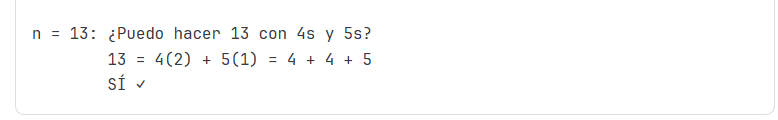 n = 13: ¿Puedo hacer 13 con 4s y 5s?
13 = 4(2) + 5(1) = 4 + 4 + 5
SÍ ✓